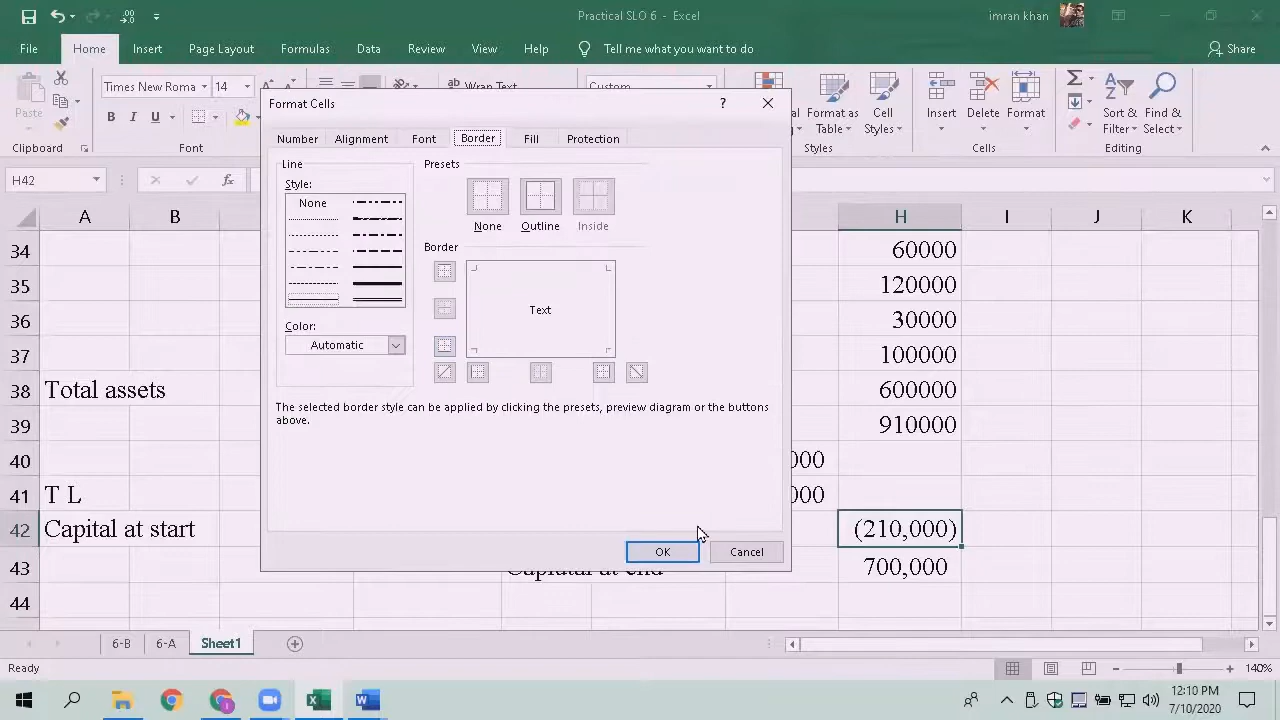 Practical SLO 6 - Excel
imran khan
File Home Insert Page Layout Formulas Data Review View Help Tell me what you want to do Share
Paste
Times New Roma 14
Wrap Text
Custom
B I U
Table
Cell
Styles
Insert Delete Format
Sort & Filter
Find & Select
Clipboard Font Styles Cells Editing
H42 fx
Format Cells ?
Number Alignment Font Border Fill Protection
Line
Style:
None
Color:
Automatic
Presets
None Outline Inside
Border
Text
The selected border style can be applied by clicking the presets, preview diagram or the buttons
above.
OK Cancel
A B H I J K
34 60000
35 120000
36 30000
37 100000
38 Total assets 600000
39 910000
40 000
41 T L 000
42 Capital at start (210,000)
43 700,000
44
6-B 6-A Sheet1
Ready 140%
12:10 PM
7/10/2020